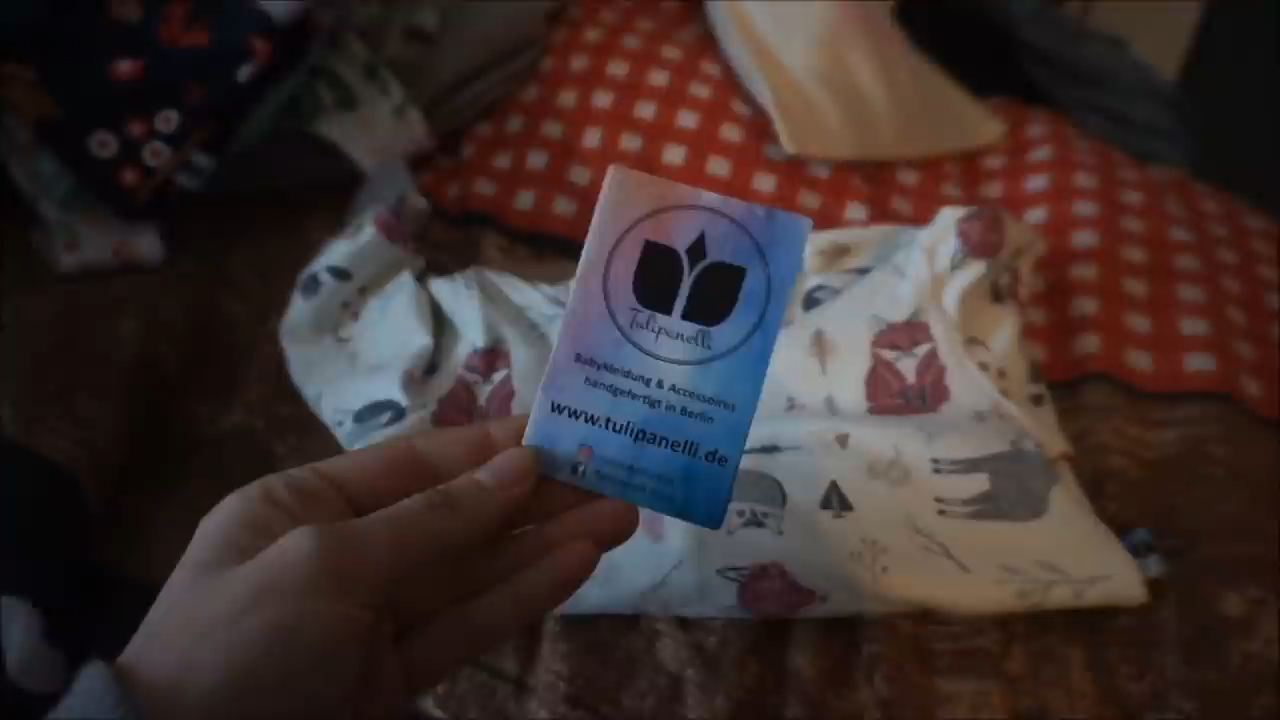 Tulipanelli
Babykleidung & Accessoires
handgefertigt in Berlin
www.tulipanelli.de